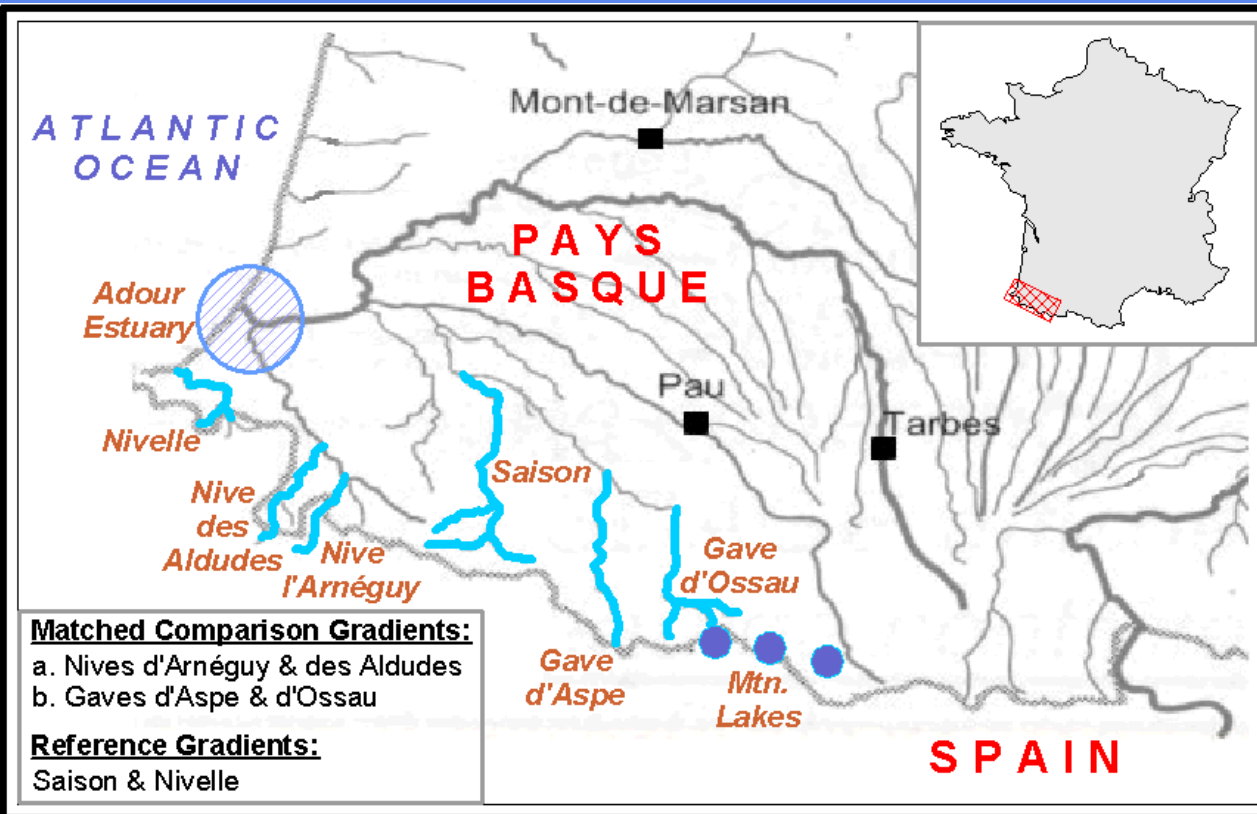 ATLANTIC
OCEAN
Mont-de-Marsan
PAYS
BASQUE
Adour
Estuary
Pau
Tarbes
Nivelle
Saison
Nive
des
Aldudes
Nive
l'Arnéguy
Gave
d'Ossau
Gave
d'Aspe
Mtn.
Lakes
SPAIN
Matched Comparison Gradients:
a. Nives d'Arnéguy & des Aldudes
b. Gaves d'Aspe & d'Ossau
Reference Gradients:
Saison & Nivelle